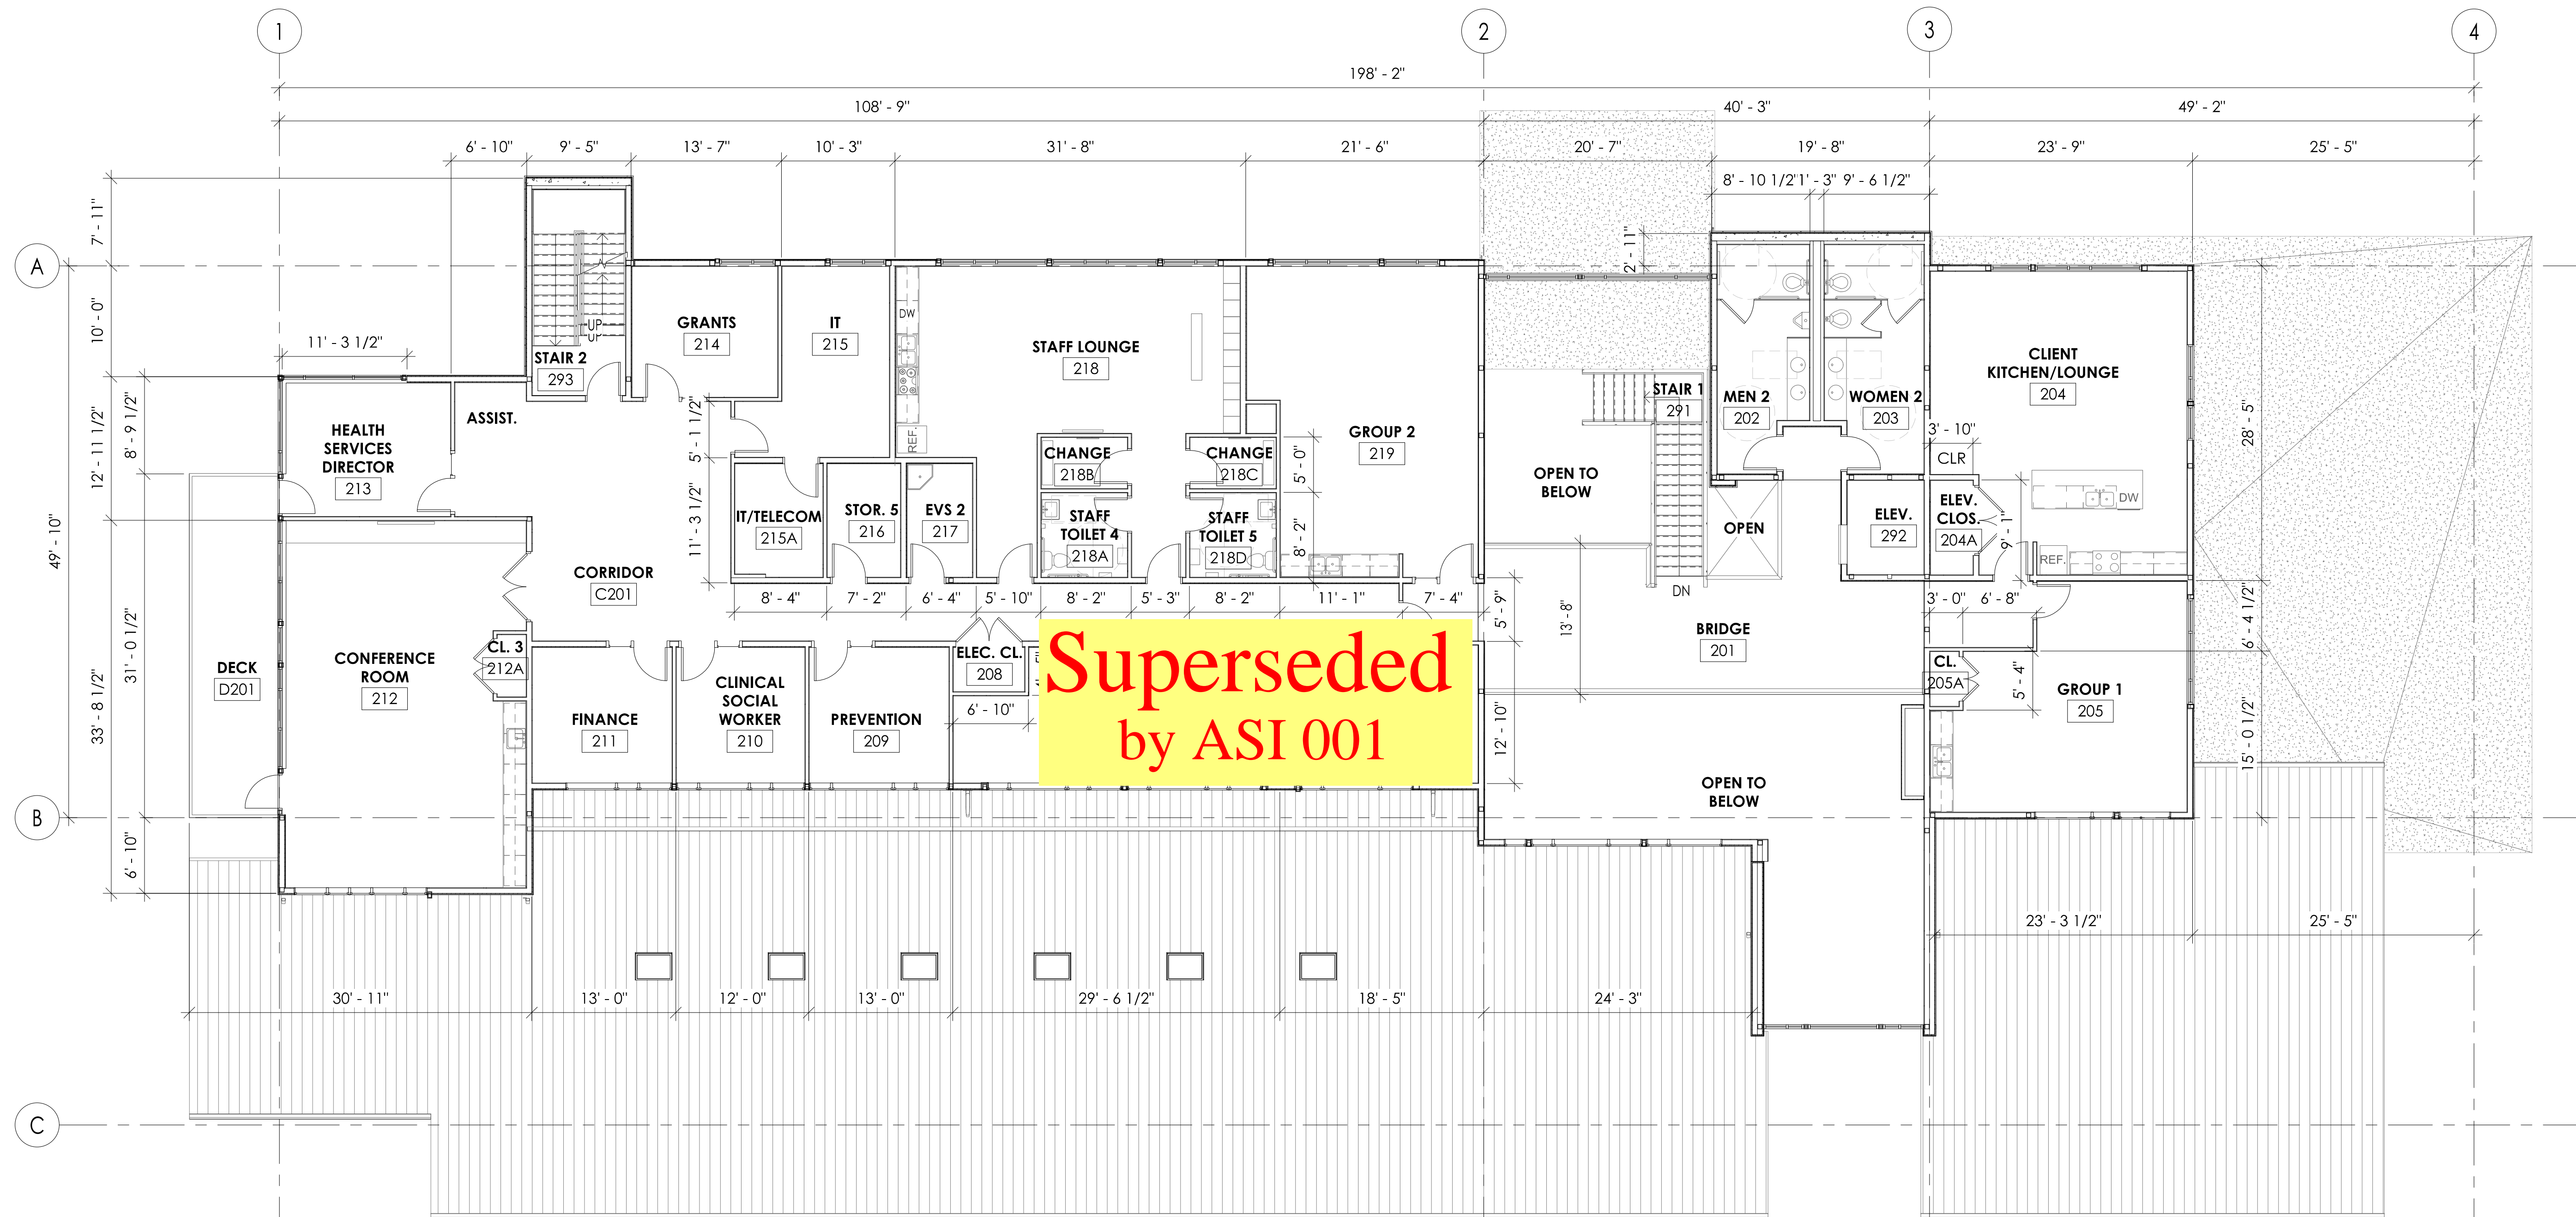 1
2
3
4
198' - 2"
108' - 9"
40' - 3"
49' - 2"
6' - 10"
9' - 5"
13' - 7"
10' - 3"
31' - 8"
21' - 6"
20' - 7"
19' - 8"
23' - 9"
25' - 5"
8' - 10 1/2"
1' - 3"
9' - 6 1/2"
7' - 11"
2' - 11"
A
10' - 0"
11' - 3 1/2"
UP
UP
STAIR 2
293
GRANTS
214
IT
215
DW
STAFF LOUNGE
218
REF.
GROUP 2
219
STAIR 1
291
MEN 2
202
WOMEN 2
203
CLIENT
KITCHEN/LOUNGE
204
3' - 10"
CLR
28' - 5"
12' - 11 1/2"
8' - 9 1/2"
ASSIST.
HEALTH
SERVICES
DIRECTOR
213
5' - 1 1/2"
11' - 3 1/2"
CHANGE
218B
CHANGE
218C
5' - 0"
8' - 2"
OPEN TO
BELOW
49' - 10"
IT/TELECOM
215A
STOR. 5
216
EVS 2
217
STAFF
TOILET 4
218A
STAFF
TOILET 5
218D
OPEN
ELEV.
292
ELEV.
CLOS.
204A
9' - 1"
DW
REF.
CORRIDOR
C201
8' - 4"
7' - 2"
6' - 4"
5' - 10"
8' - 2"
5' - 3"
8' - 2"
11' - 1"
7' - 4"
5' - 9"
13' - 8"
DN
BRIDGE
201
3' - 0"
6' - 8"
6' - 4 1/2"
33' - 8 1/2"
31' - 0 1/2"
DECK
D201
CONFERENCE
ROOM
212
CL. 3
212A
FINANCE
211
CLINICAL
SOCIAL
WORKER
210
PREVENTION
209
ELEC. CL.
208
6' - 10"
Superseded
by ASI 001
12' - 10"
CL.
205A
5' - 4"
GROUP 1
205
15' - 0 1/2"
OPEN TO
BELOW
B
6' - 10"
23' - 3 1/2"
25' - 5"
30' - 11"
13' - 0"
12' - 0"
13' - 0"
29' - 6 1/2"
18' - 5"
24' - 3"
C